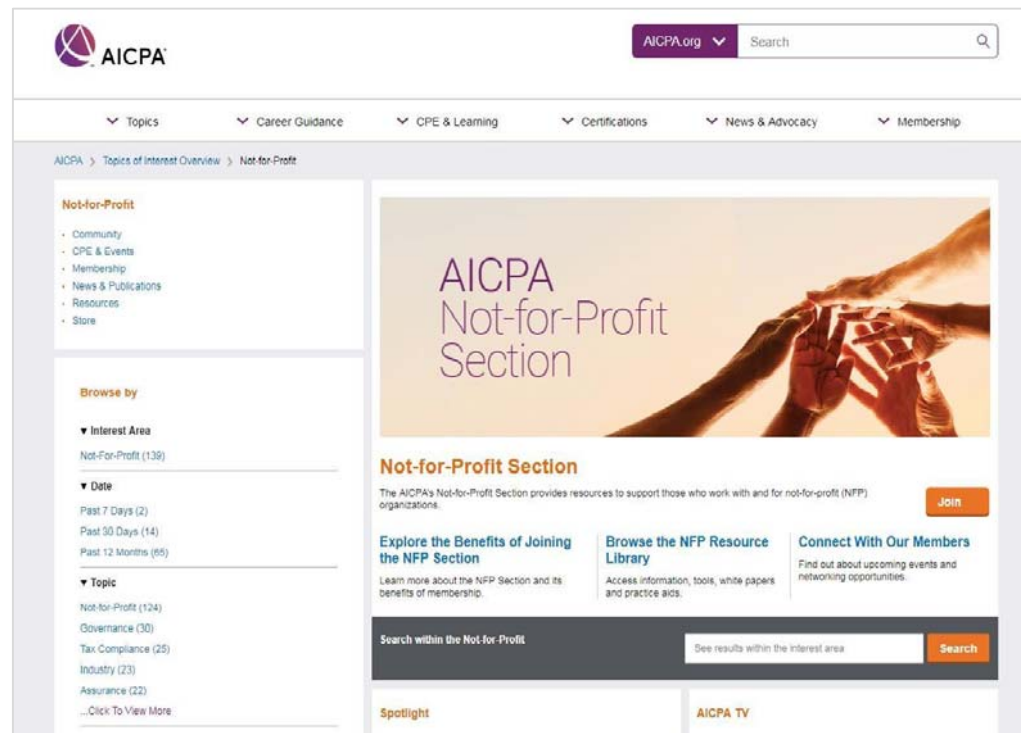 AICPA
AICPA.org
Search
Topics
Career Guidance
CPE & Learning
Certifications
News & Advocacy
Membership
AICPA > Topics of Interest Overview > Not-for-Profit
Not-for-Profit
Community
CPE & Events
Membership
News & Publications
Resources
Store
Browse by
▾ Interest Area
Not-For-Profit (139)
▾ Date
Past 7 Days (2)
Past 30 Days (14)
Past 12 Months (65)
▾ Topic
Not-for-Profit (124)
Governance (30)
Tax Compliance (25)
Industry (23)
Assurance (22)
...Click To View More
AICPA
Not-for-Profit
Section
Not-for-Profit Section
The AICPA's Not-for-Profit Section provides resources to support those who work with and for not-for-profit (NFP)
organizations.
Join
Explore the Benefits of Joining
the NFP Section
Learn more about the NFP Section and its
benefits of membership.
Browse the NFP Resource
Library
Access information, tools, white papers
and practice aids.
Connect With Our Members
Find out about upcoming events and
networking opportunities.
Search within the Not-for-Profit
See results within the interest area
Search
Spotlight
AICPA TV